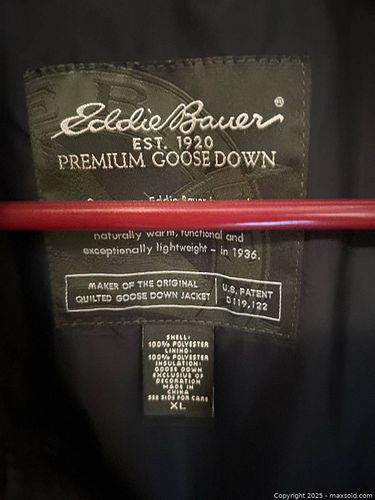 Eddie Bauer®
EST. 1920
PREMIUM GOOSE DOWN
Eddie Bauer
naturally warm, functional and
exceptionally lightweight – in 1936.
MAKER OF THE ORIGINAL
QUILTED GOOSE DOWN JACKET
U.S. PATENT
D119,122
SHELL:
100% POLYESTER
LINING:
100% POLYESTER
INSULATION:
GOOSE DOWN
EXCLUSIVE OF
DECORATION
MADE IN
CHINA
SEE SIDE FOR CARE
XL
Copyright © 2025 - maxsold.com